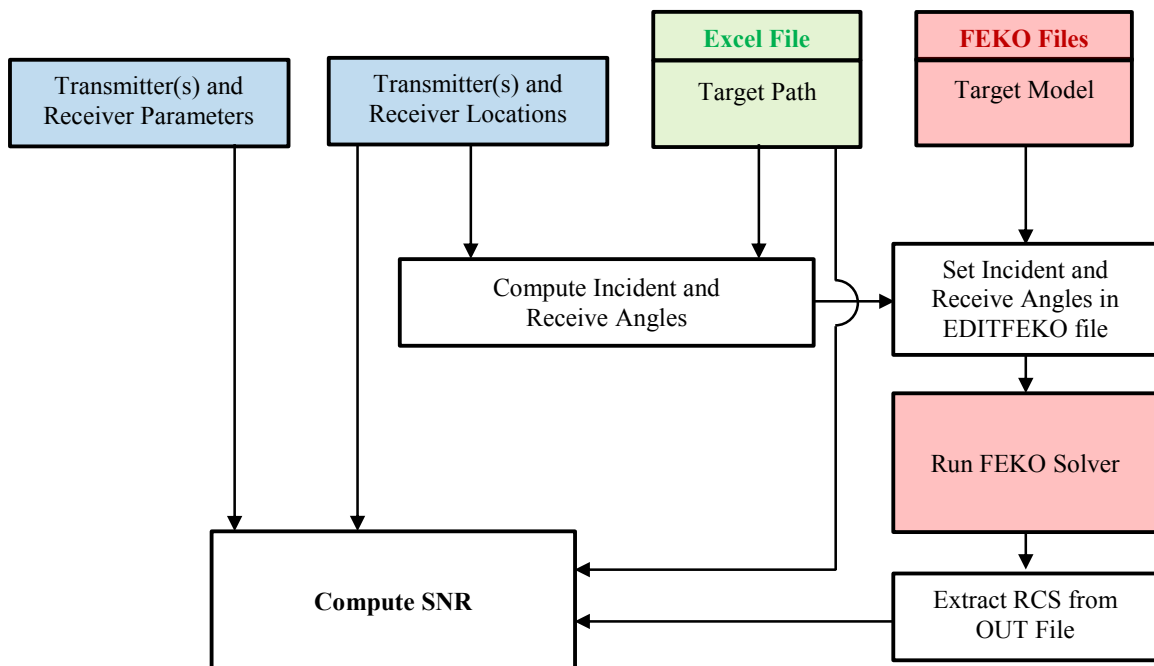 Transmitter(s) and
Receiver Parameters
Transmitter(s) and
Receiver Locations
Excel File
Target Path
FEKO Files
Target Model
Compute Incident and
Receive Angles
Set Incident and
Receive Angles in
EDITFEKO file
Run FEKO Solver
Compute SNR
Extract RCS from
OUT File